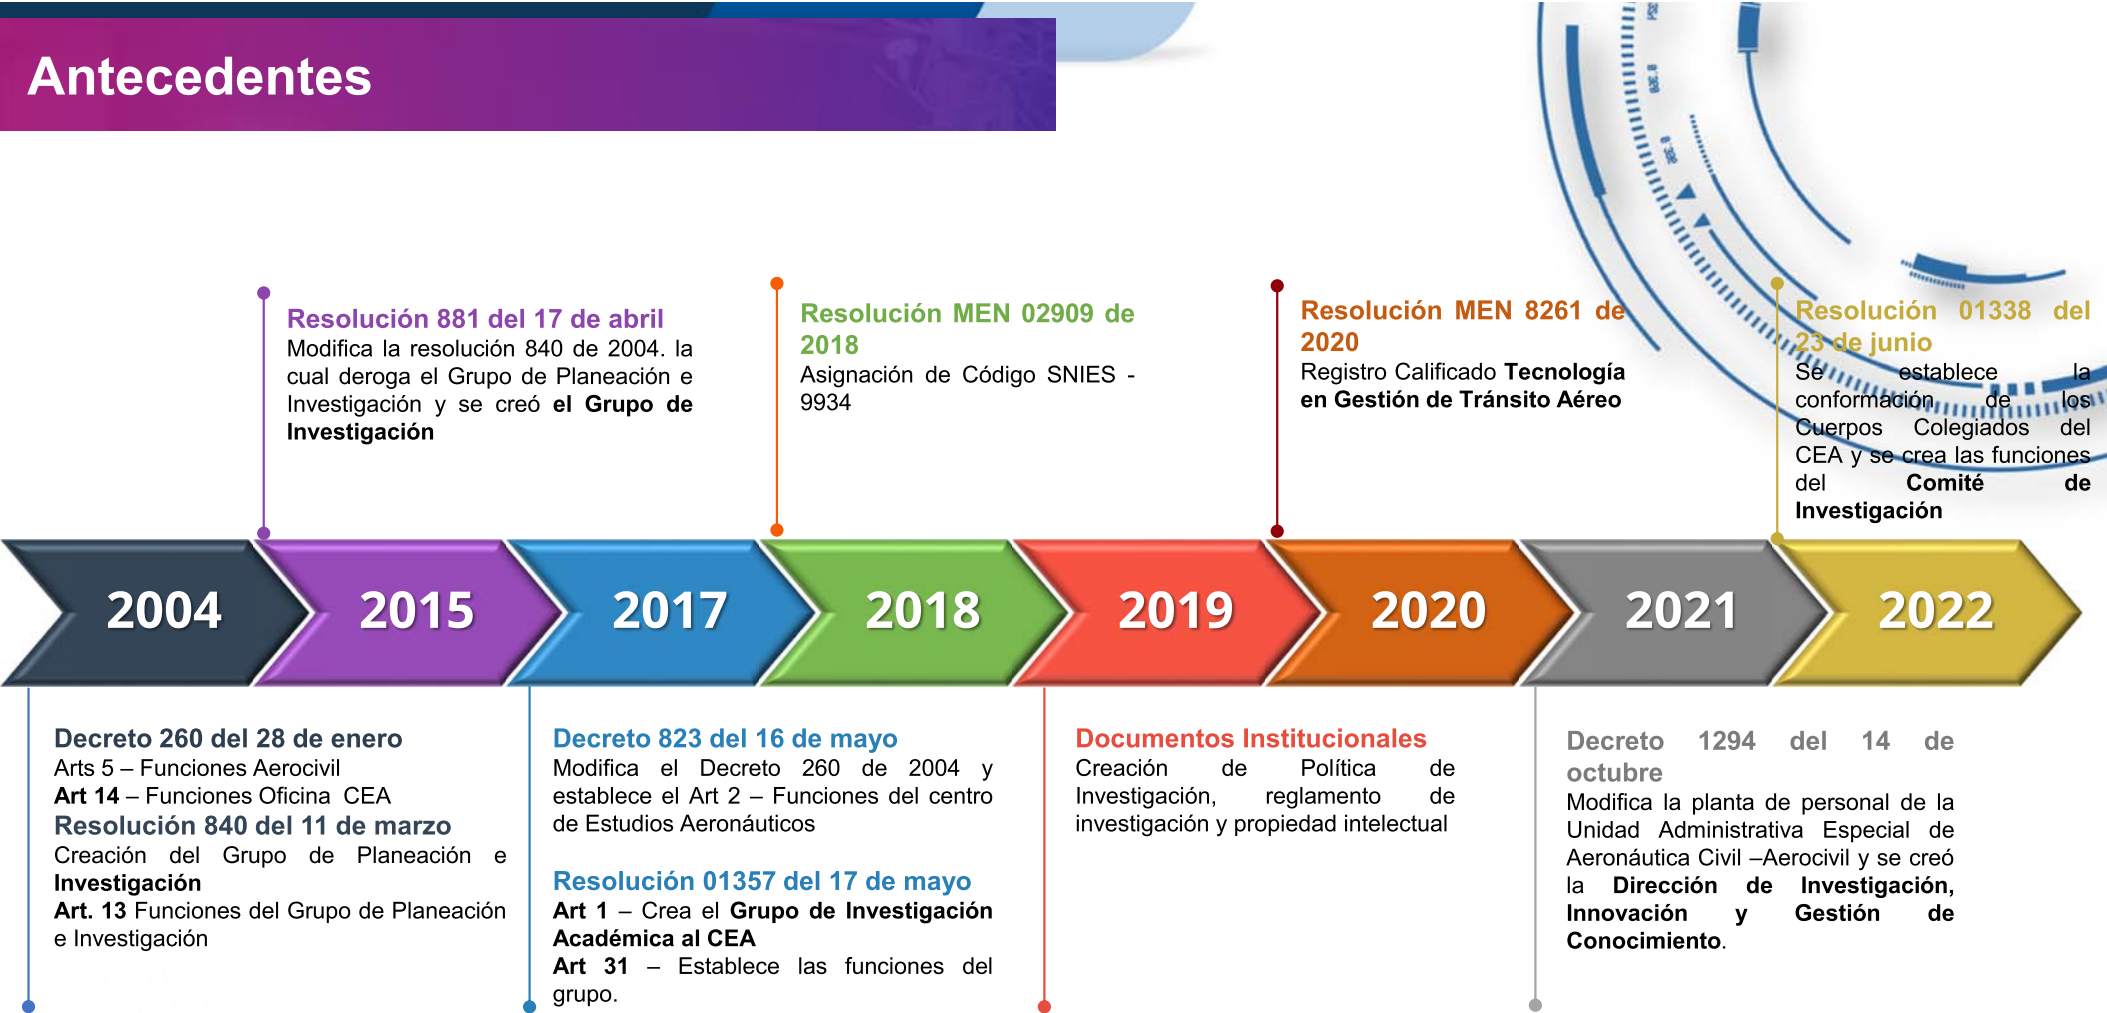 Antecedentes
Resolución 881 del 17 de abril
Modifica la resolución 840 de 2004. la
cual deroga el Grupo de Planeación e
Investigación y se creó el Grupo de
Investigación
Resolución MEN 02909 de
2018
Asignación de Código SNIES -
9934
Resolución MEN 8261 de
2020
Registro Calificado Tecnología
en Gestión de Tránsito Aéreo
Resolución 01338 del
23 de junio
Se establece la
conformación de los
Cuerpos Colegiados del
CEA y se crea las funciones
del Comité de
Investigación
2004
2015
2017
2018
2019
2020
2021
2022
Decreto 260 del 28 de enero
Arts 5 – Funciones Aerocivil
Art 14 – Funciones Oficina CEA
Resolución 840 del 11 de marzo
Creación del Grupo de Planeación e
Investigación
Art. 13 Funciones del Grupo de Planeación
e Investigación
Decreto 823 del 16 de mayo
Modifica el Decreto 260 de 2004 y
establece el Art 2 – Funciones del centro
de Estudios Aeronáuticos
Resolución 01357 del 17 de mayo
Art 1 – Crea el Grupo de Investigación
Académica al CEA
Art 31 – Establece las funciones del
grupo.
Documentos Institucionales
Creación de Política de
Investigación, reglamento de
investigación y propiedad intelectual
Decreto 1294 del 14 de
octubre
Modifica la planta de personal de la
Unidad Administrativa Especial de
Aeronáutica Civil –Aerocivil y se creó
la Dirección de Investigación,
Innovación y Gestión de
Conocimiento.